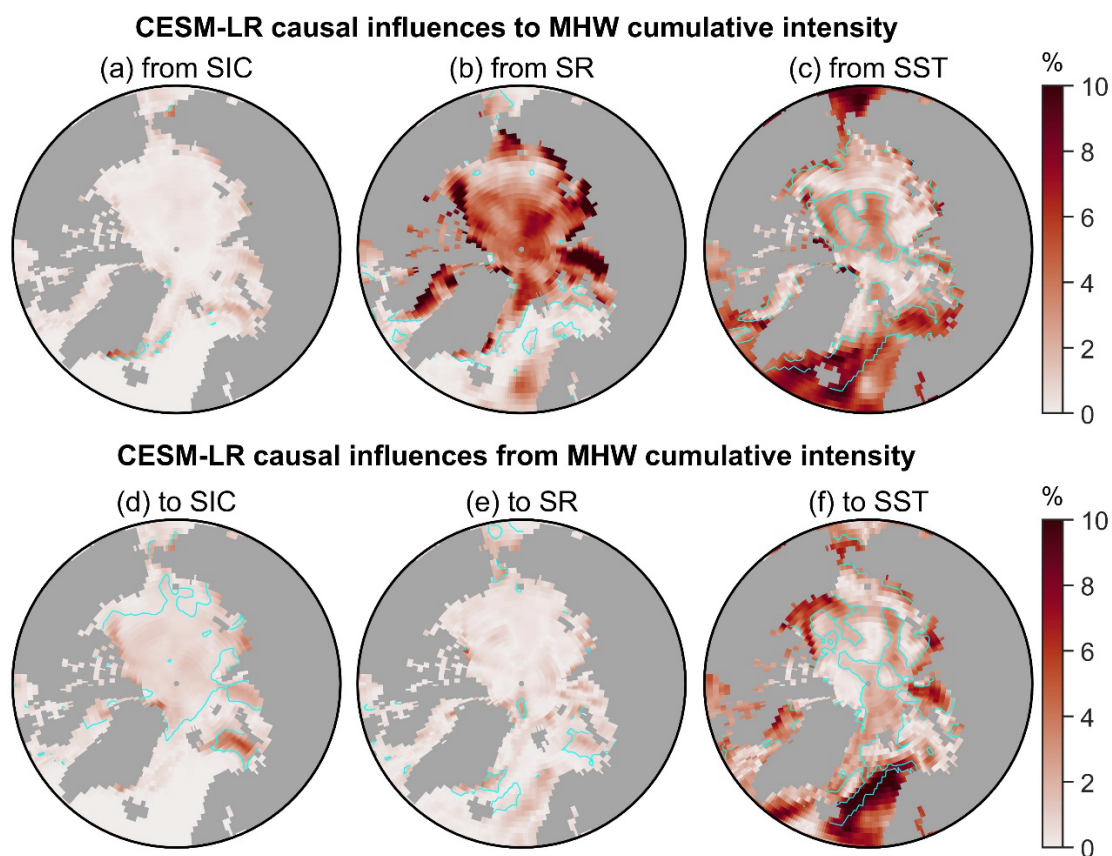 CESM-LR causal influences to MHW cumulative intensity
(a) from SIC
(b) from SR
(c) from SST
%
10
8
6
4
2
0
CESM-LR causal influences from MHW cumulative intensity
(d) to SIC
(e) to SR
(f) to SST
%
10
8
6
4
2
0